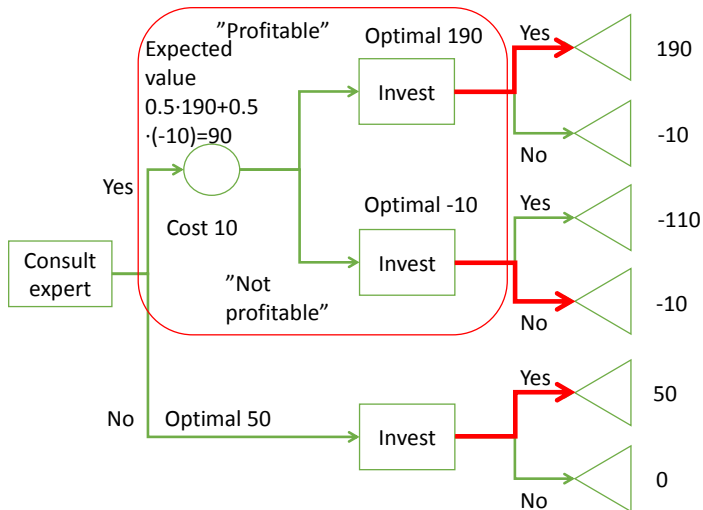 ”Profitable”
Optimal 190
Yes
190
Expected
value
0.5·190+0.5
·(-10)=90
Invest
-10
No
Yes
Optimal -10
Yes
-110
Cost 10
Consult
expert
Invest
”Not
profitable”
-10
No
Yes
50
No
Optimal 50
Invest
0
No